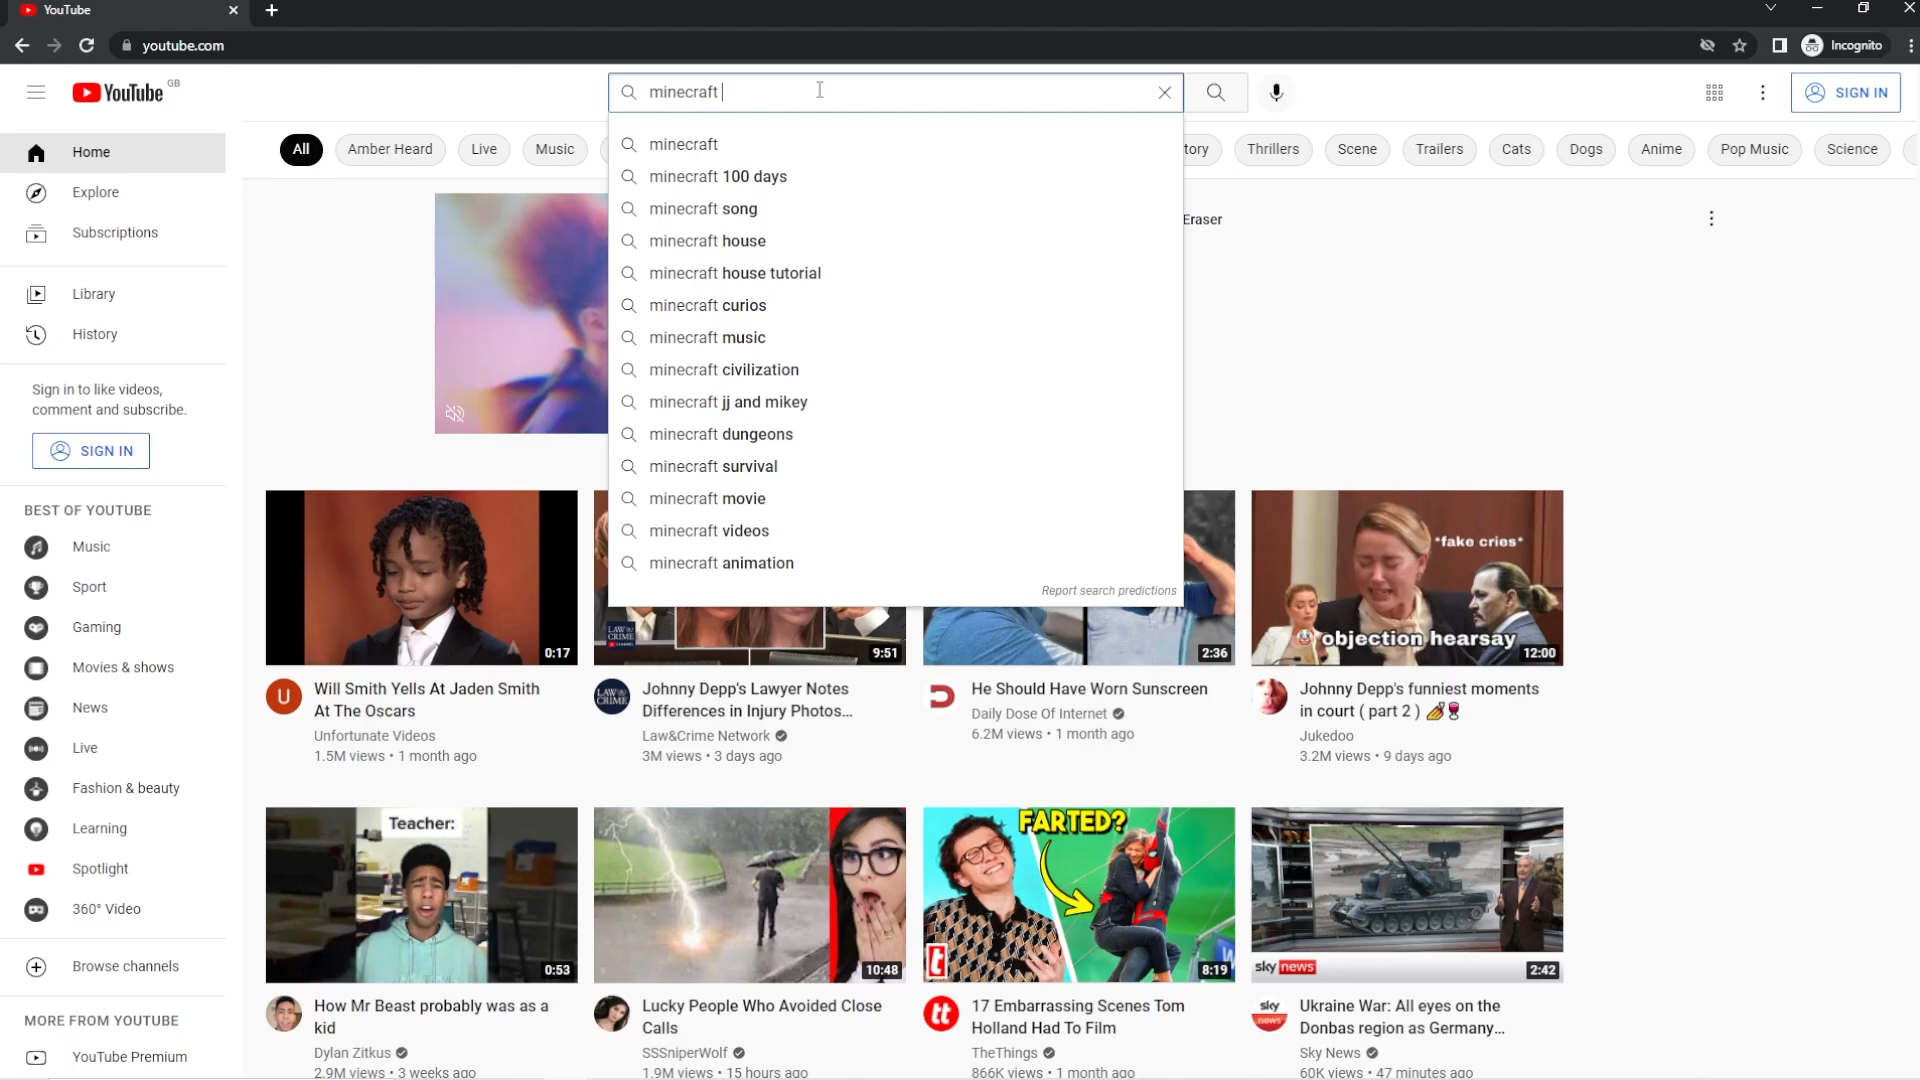 YouTube
youtube.com
Incognito
YouTube GB
minecraft
SIGN IN
All
Amber Heard
Live
Music
tory
Thrillers
Scene
Trailers
Cats
Dogs
Anime
Pop Music
Science
Home
Explore
Subscriptions
Library
History
Sign in to like videos,
comment and subscribe.
SIGN IN
BEST OF YOUTUBE
Music
Sport
Gaming
Movies & shows
News
Live
Fashion & beauty
Learning
Spotlight
360° Video
Browse channels
MORE FROM YOUTUBE
YouTube Premium
minecraft
minecraft 100 days
minecraft song
minecraft house
minecraft house tutorial
minecraft curios
minecraft music
minecraft civilization
minecraft jj and mikey
minecraft dungeons
minecraft survival
minecraft movie
minecraft videos
minecraft animation
Report search predictions
Eraser
0:17
U
Will Smith Yells At Jaden Smith
At The Oscars
Unfortunate Videos
1.5M views • 1 month ago
LAW&
CRIME
9:51
LAW&
CRIME
Johnny Depp's Lawyer Notes
Differences in Injury Photos...
Law&Crime Network
3M views • 3 days ago
2:36
He Should Have Worn Sunscreen
Daily Dose Of Internet
6.2M views • 1 month ago
*fake cries*
objection hearsay
12:00
Johnny Depp's funniest moments
in court ( part 2 ) 💅🍷
Jukedoo
3.2M views • 9 days ago
Teacher:
0:53
How Mr Beast probably was as a
kid
Dylan Zitkus
2.9M views • 3 weeks ago
10:48
Lucky People Who Avoided Close
Calls
SSSniperWolf
1.9M views • 15 hours ago
FARTED?
t
8:19
tt
17 Embarrassing Scenes Tom
Holland Had To Film
TheThings
866K views • 1 month ago
sky news
2:42
sky
news
Ukraine War: All eyes on the
Donbas region as Germany...
Sky News
60K views • 47 minutes ago